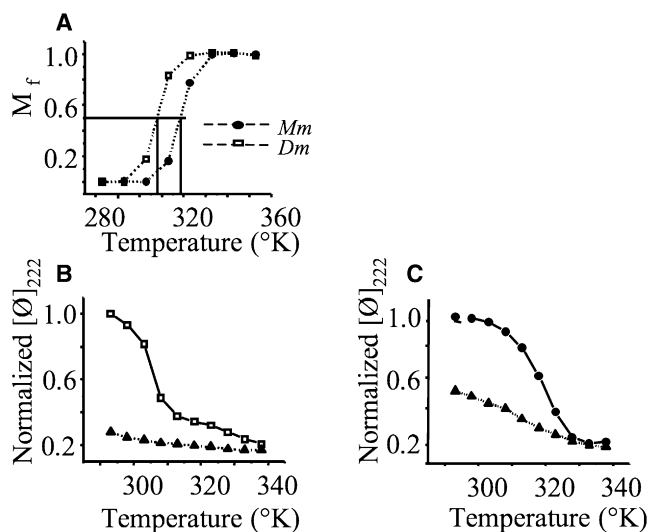 A
M f
1.0
0.6
0.2
Mm
Dm
280 320 360
Temperature (°K)
B
Normalized [Ø]222
1.0
0.6
0.2
300 320 340
Temperature (°K)
C
Normalized [Ø]222
1.0
0.6
0.2
300 320 340
Temperature (°K)